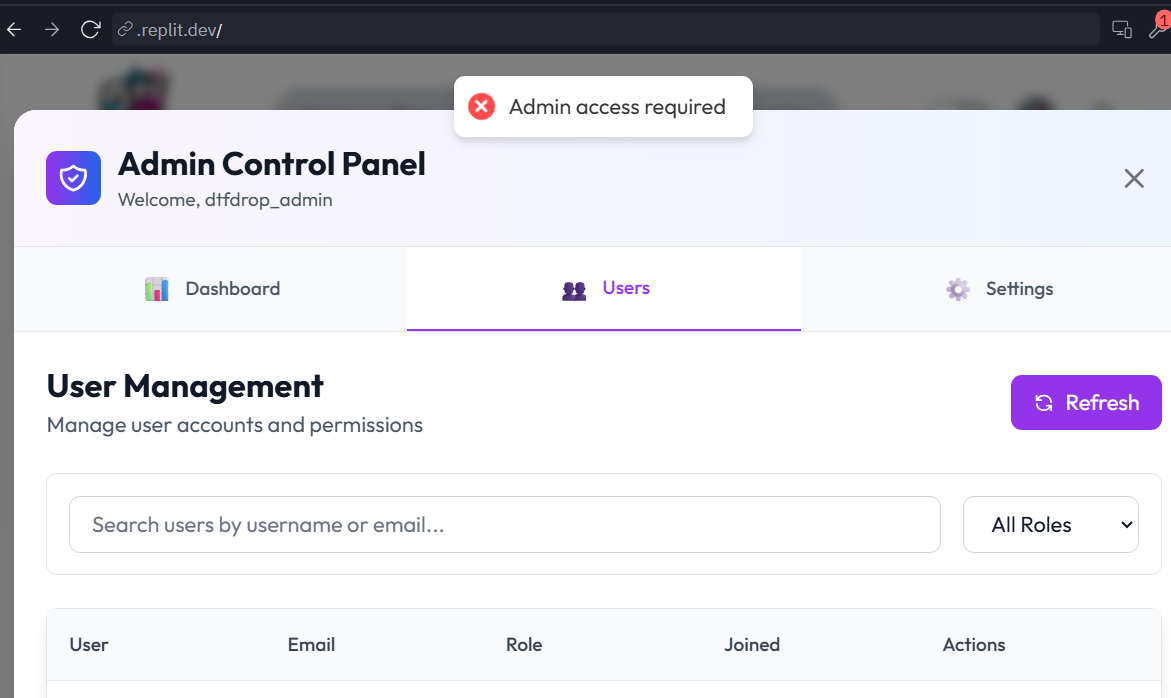 .replit.dev/
1
Admin access required
Admin Control Panel
Welcome, dtfdrop_admin
Dashboard
Users
Settings
User Management
Manage user accounts and permissions
Refresh
Search users by username or email...
All Roles
User Email Role Joined Actions